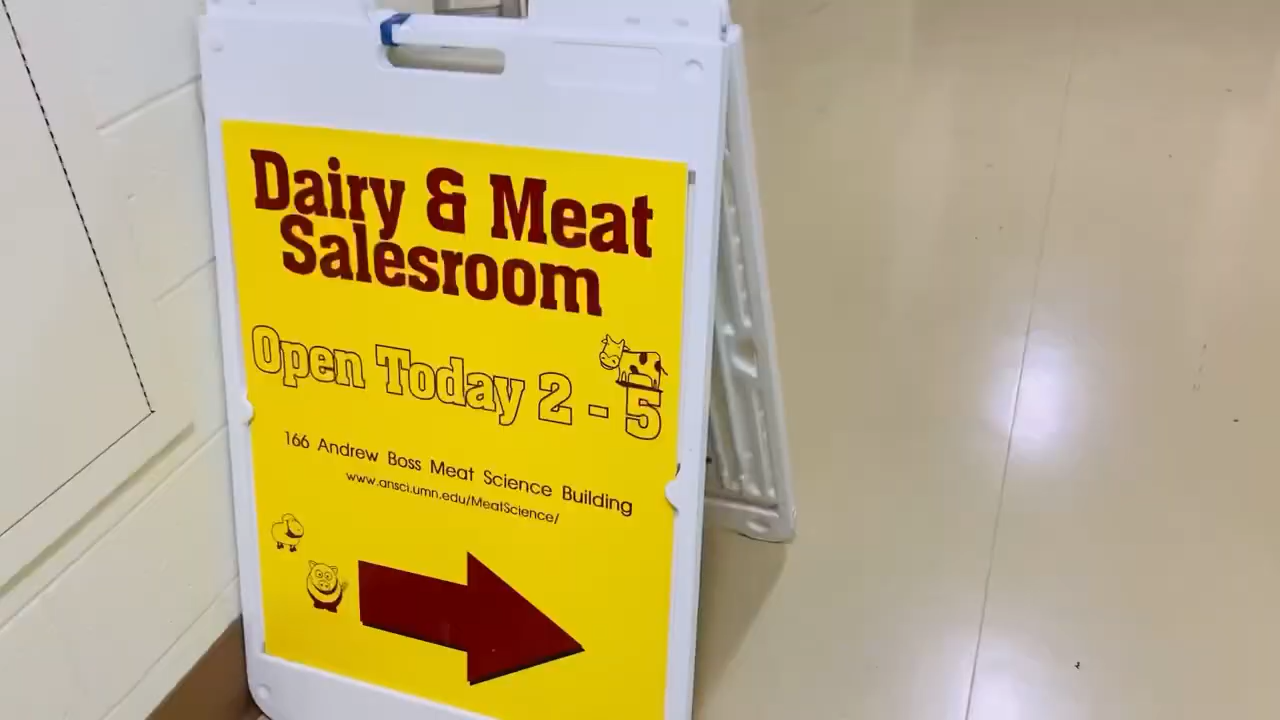 Dairy & Meat
Salesroom
Open Today 2 - 5
166 Andrew Boss Meat Science Building
www.ansci.umn.edu/MeatScience/